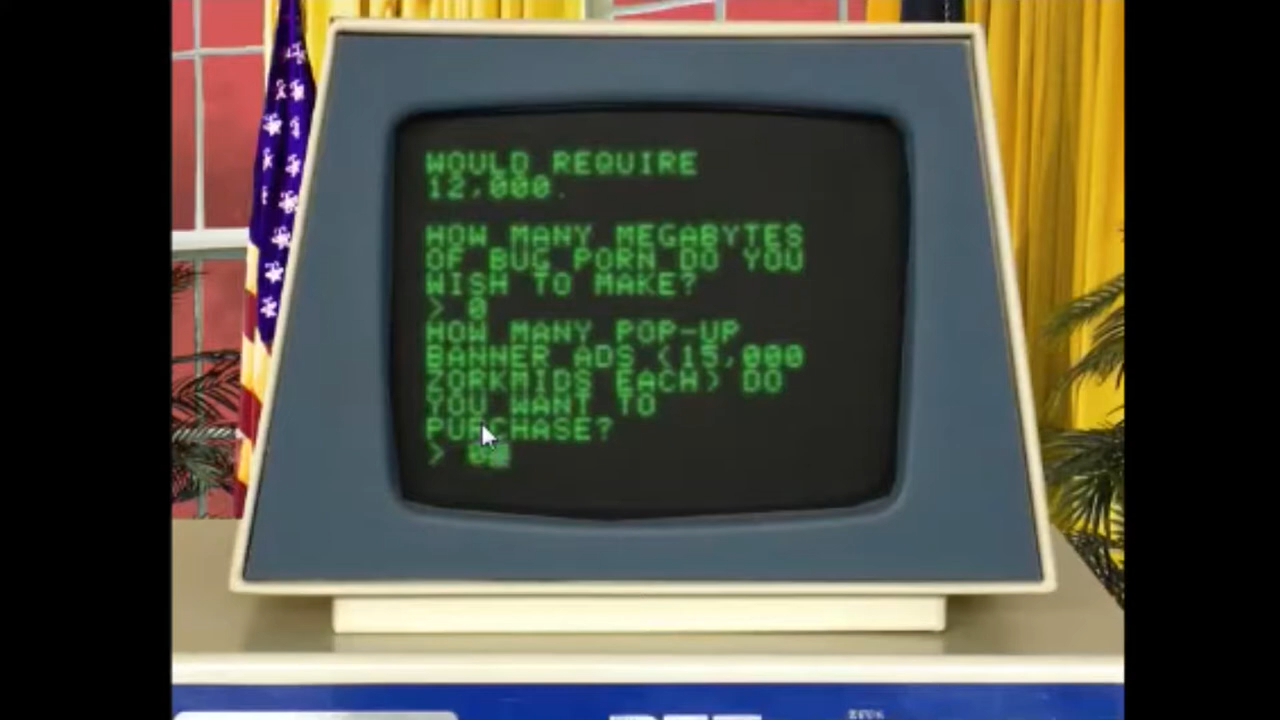 WOULD REQUIRE
12,000.
HOW MANY MEGABYTES
OF BUG PORN DO YOU
WISH TO MAKE?
> 0
HOW MANY POP-UP
BANNER ADS (15,000
ZORKMIDS EACH) DO
YOU WANT TO
PURCHASE?
> 0